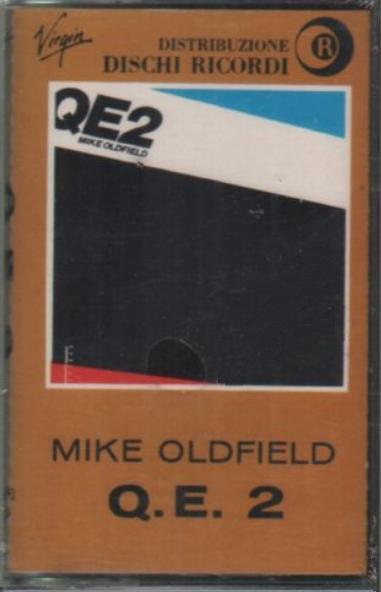 Virgin
DISTRIBUZIONE
DISCHI RICORDI
R
QE2
MIKE OLDFIELD
MIKE OLDFIELD
Q.E. 2